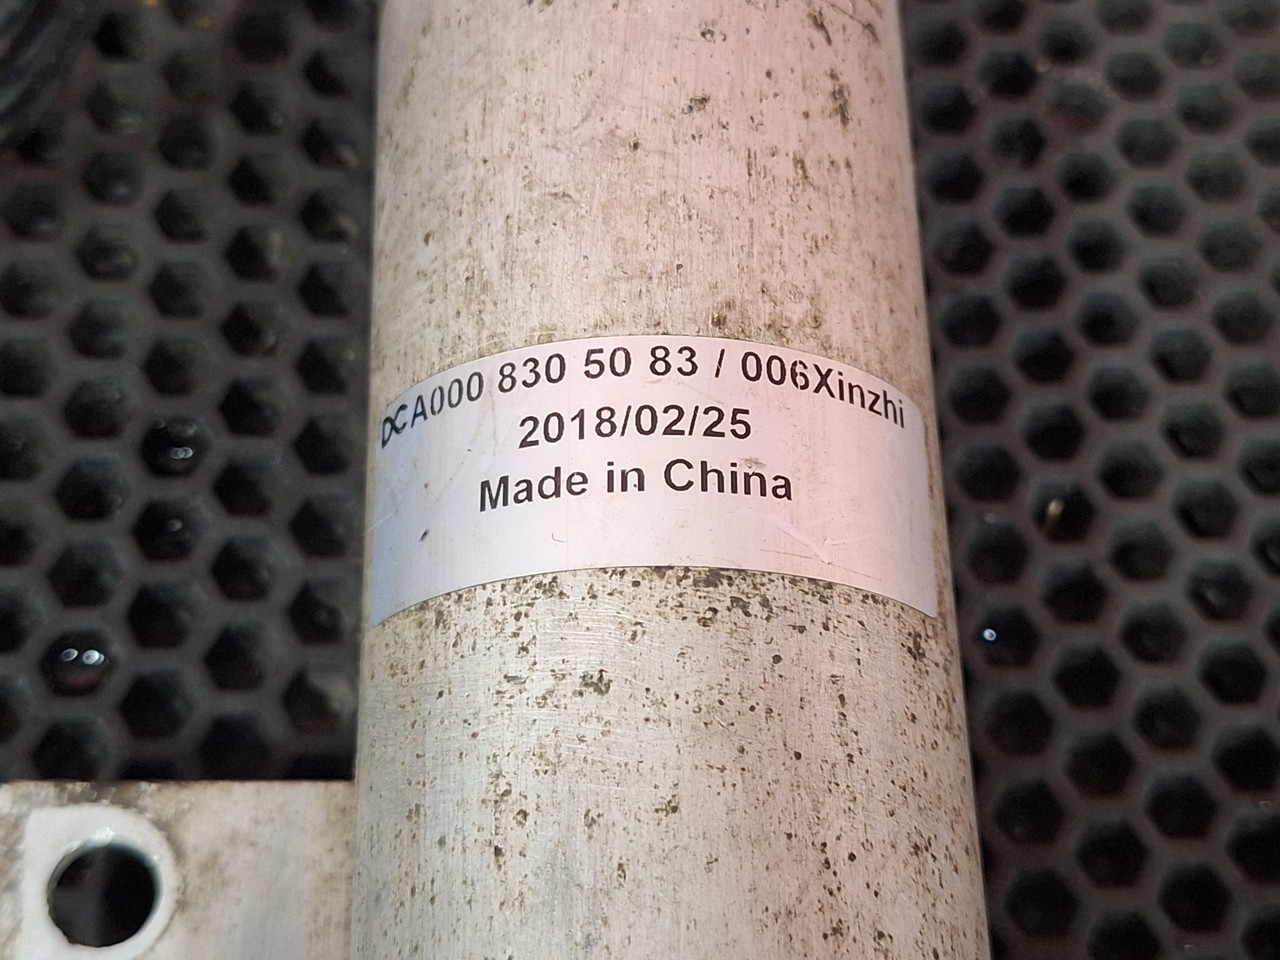 DCA000 830 50 83 / 006Xinzhi
2018/02/25
Made in China